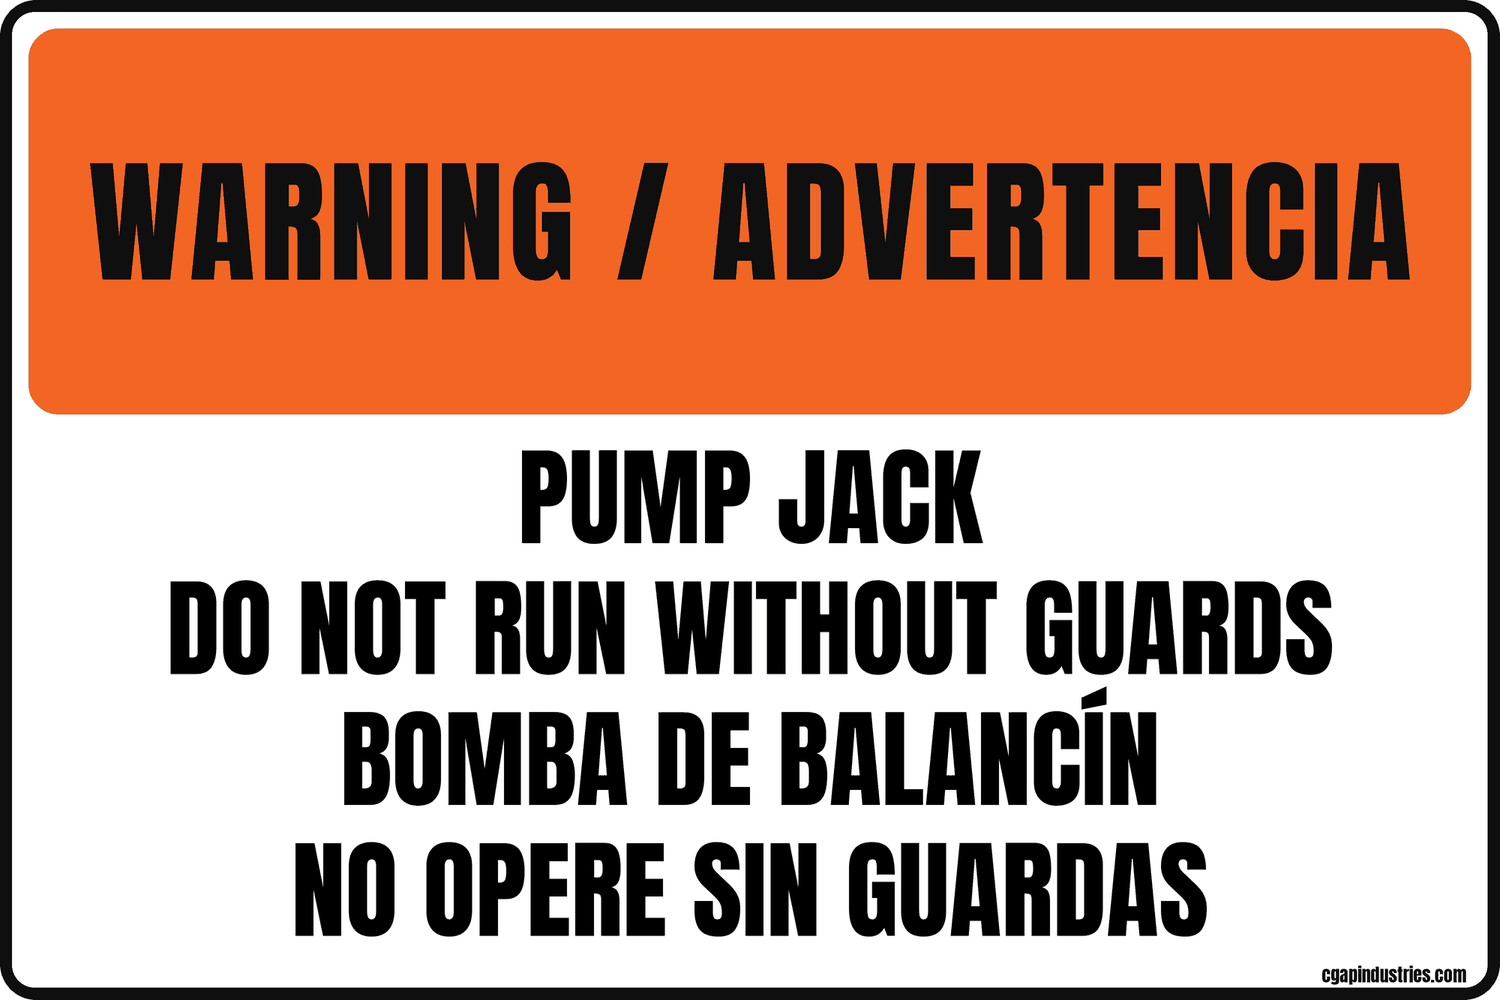 WARNING / ADVERTENCIA
PUMP JACK
DO NOT RUN WITHOUT GUARDS
BOMBA DE BALANCÍN
NO OPERE SIN GUARDAS
cgapindustries.com